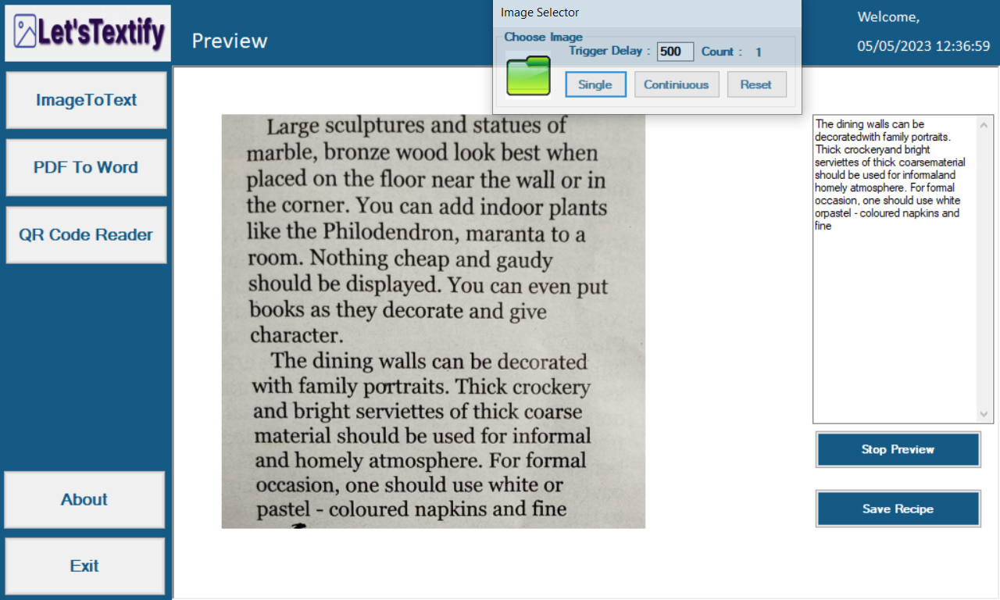 Let'sTextify
Preview
Image Selector
Choose Image
Trigger Delay :
500
Count :
1
Single
Continiuous
Reset
Welcome,
05/05/2023 12:36:59
ImageToText
PDF To Word
QR Code Reader
About
Exit
Large sculptures and statues of
marble, bronze wood look best when
placed on the floor near the wall or in
the corner. You can add indoor plants
like the Philodendron, maranta to a
room. Nothing cheap and gaudy
should be displayed. You can even put
books as they decorate and give
character.
The dining walls can be decorated
with family portraits. Thick crockery
and bright serviettes of thick coarse
material should be used for informal
and homely atmosphere. For formal
occasion, one should use white or
pastel - coloured napkins and fine
The dining walls can be
decoratedwith family portraits.
Thick crockeryand bright
serviettes of thick coarsematerial
should be used for informaland
homely atmosphere. For formal
occasion, one should use white
orpastel - coloured napkins and
fine
Stop Preview
Save Recipe